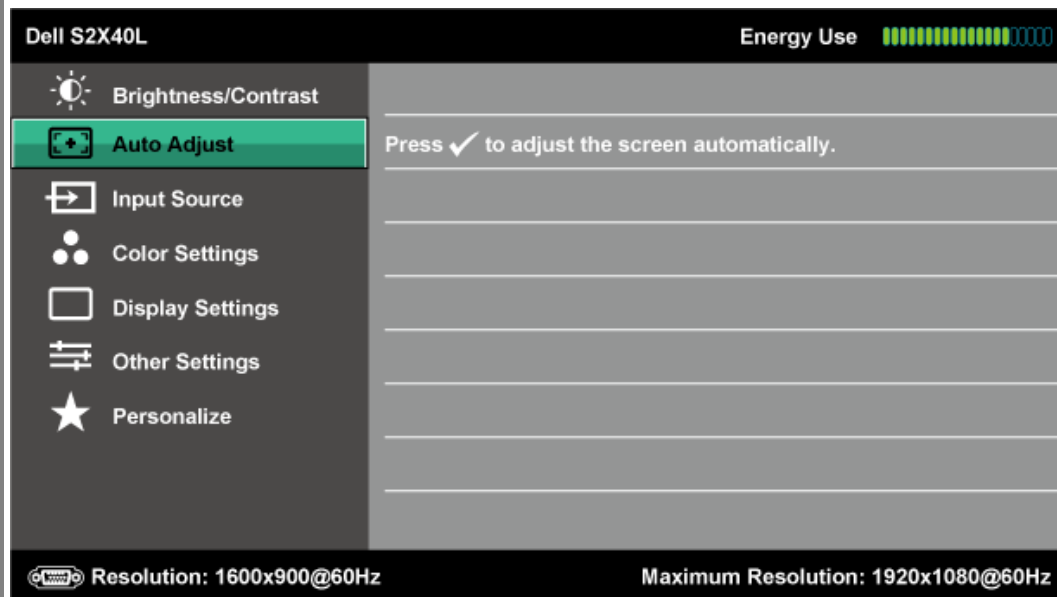 Dell S2X40L Energy Use
Brightness/Contrast
Auto Adjust Press ✓ to adjust the screen automatically.
Input Source
Color Settings
Display Settings
Other Settings
Personalize
Resolution: 1600x900@60Hz Maximum Resolution: 1920x1080@60Hz